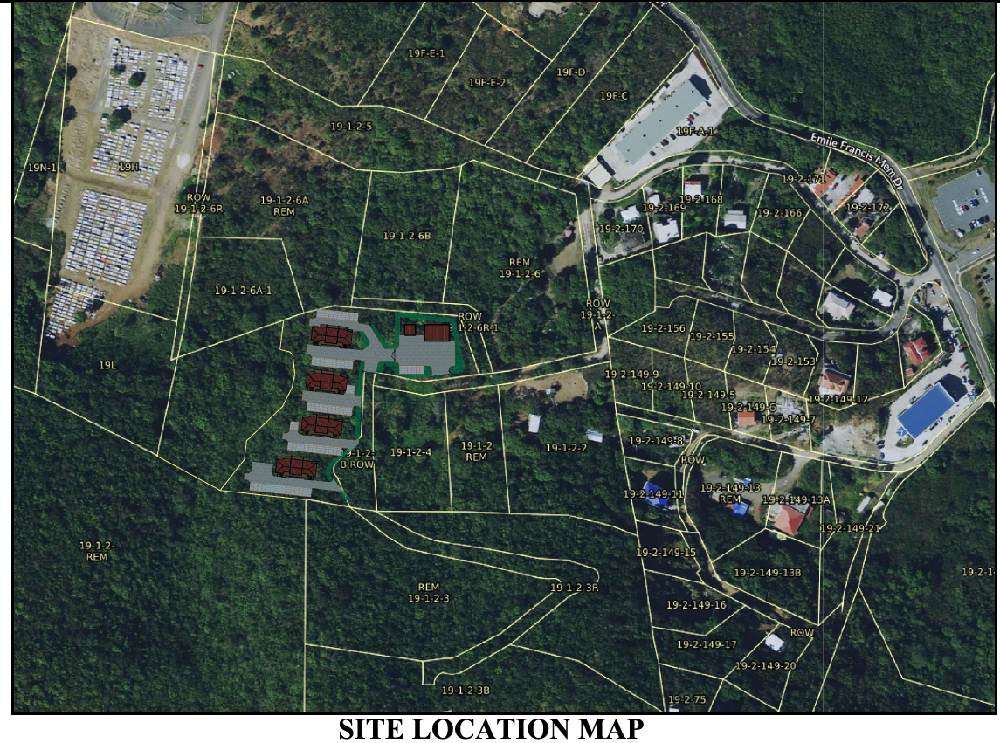 19F-E-1
19F-E-2
19F-D
19F-C
19F-A-1
19-1-2-5
Emile Francis Mem Dr
19N-1
19H
ROW
19-1-2-6R
19-1-2-6A
REM
19-2-171
19-2-168
19-2-169
19-2-172
19-2-166
19-2-170
19-1-2-6B
REM
19-1-2-6
19-1-2-6A-1
ROW
19-1-2-
A
ROW
1-2-6R-1
19-2-156
19-2-155
19-2-154
19-2-153
19L
19-2-149-9
19-2-149-10
19-2-149-5
19-2-149-12
19-2-149-6
19-2-149-7
19-2-149-8
19-1-2-
B ROW
19-1-2-4
19-1-2
REM
19-1-2-2
ROW
19-2-149-13
REM
19-2-149-11
19-2-149-13A
19-2-149-21
19-1-2-
REM
19-2-149-15
19-2-149-13B
REM
19-1-2-3
19-1-2-3R
19-2-149-16
ROW
19-2-149-17
19-2-149-20
19-1-2-3B
19-2-75
SITE LOCATION MAP